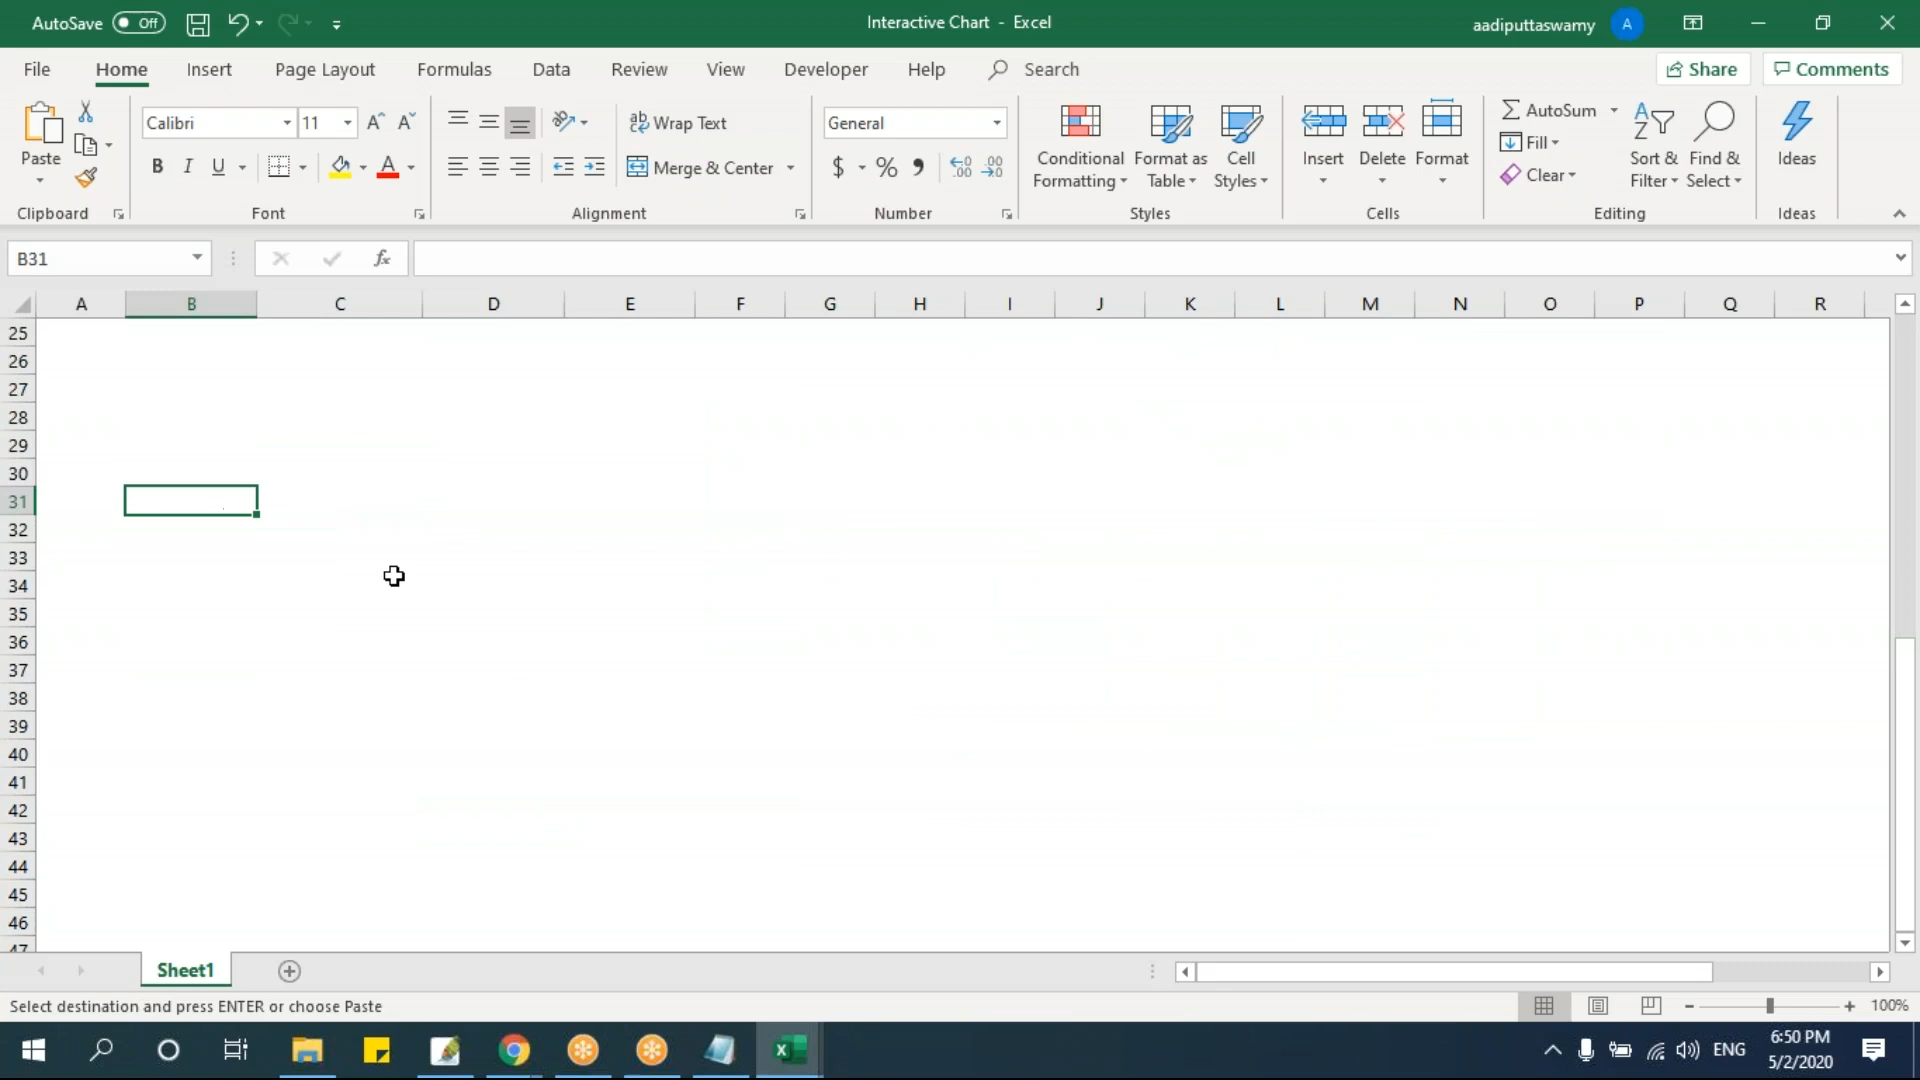 AutoSave Off Interactive Chart - Excel aadiputtaswamy A
File Home Insert Page Layout Formulas Data Review View Developer Help Search Share Comments
Calibri 11 Wrap Text General AutoSum
Paste Merge & Center $ % Conditional Formatting Format as Table Cell Styles Insert Delete Format Fill Clear Sort & Filter Find & Select Ideas
Clipboard Font Alignment Number Styles Cells Editing Ideas
B31 fx
A B C D E F G H I J K L M N O P Q R
25
26
27
28
29
30
31
32
33
34
35
36
37
38
39
40
41
42
43
44
45
46
47
Sheet1
Select destination and press ENTER or choose Paste 100%
ENG 6:50 PM
5/2/2020